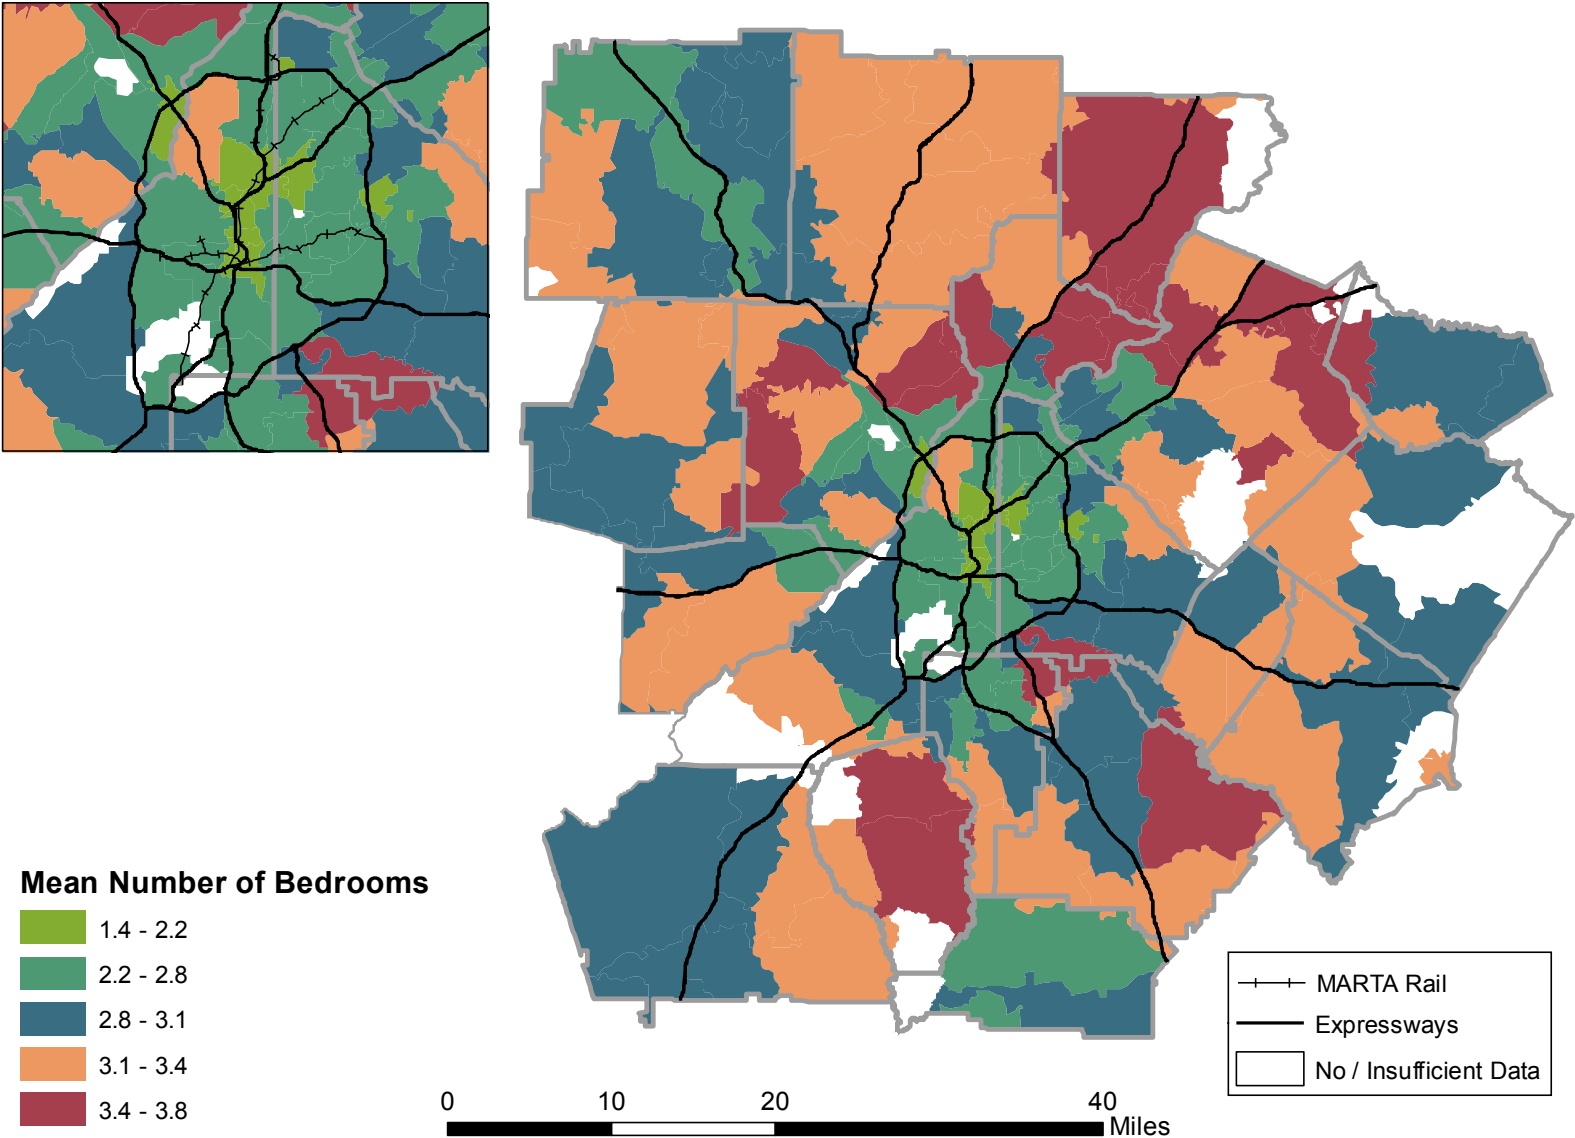 Mean Number of Bedrooms
1.4 - 2.2
2.2 - 2.8
2.8 - 3.1
3.1 - 3.4
3.4 - 3.8
0 10 20 40
Miles
MARTA Rail
Expressways
No / Insufficient Data